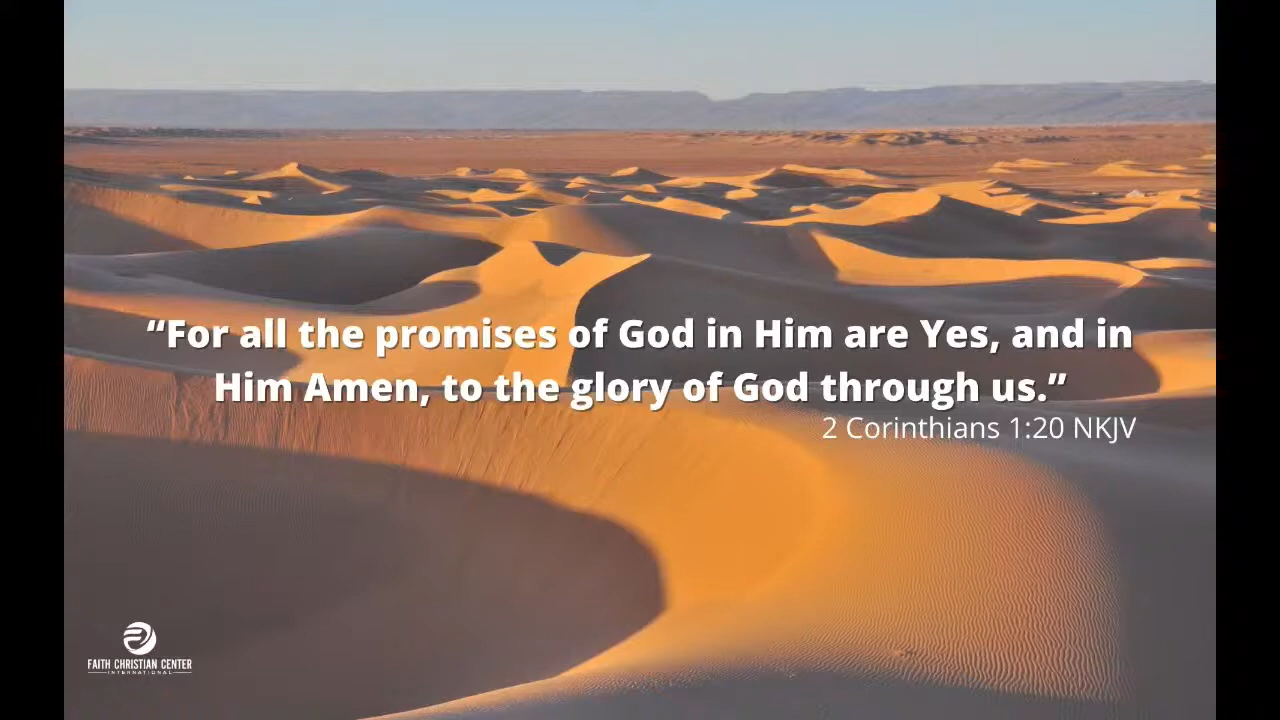 “For all the promises of God in Him are Yes, and in
Him Amen, to the glory of God through us.”
2 Corinthians 1:20 NKJV
FAITH CHRISTIAN CENTER
INTERNATIONAL